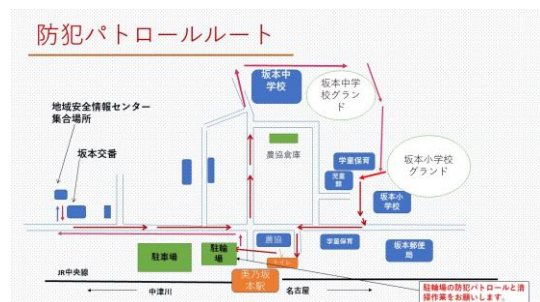 防犯パトロールルート
坂本中
学校
坂本中学
校グラン
ド
地域安全情報センター
集合場所
坂本交番
農協倉庫
学童保育
児童
館
坂本小学校
グランド
坂本小
学校
農協
学童保育
坂本郵便
局
駐車場
駐輪
場
トイレ
美乃坂
本駅
JR中央線
中津川
名古屋
駐輪場の防犯パトロールと清
掃作業をお願いします。